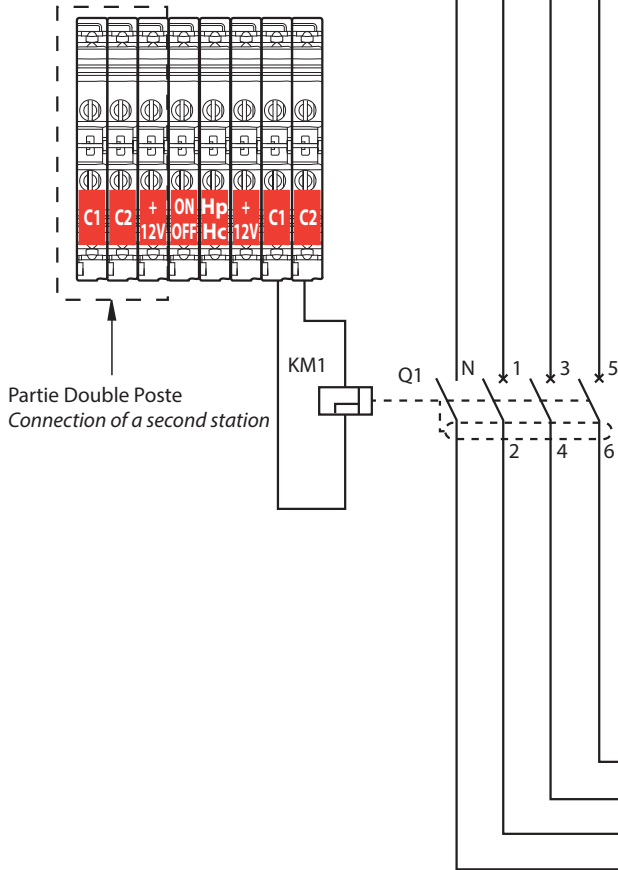 C1 C2 + 12V ON OFF Hp Hc + 12V C1 C2
KM1
Q1 N 1 3 5
Partie Double Poste
Connection of a second station
2 4 6